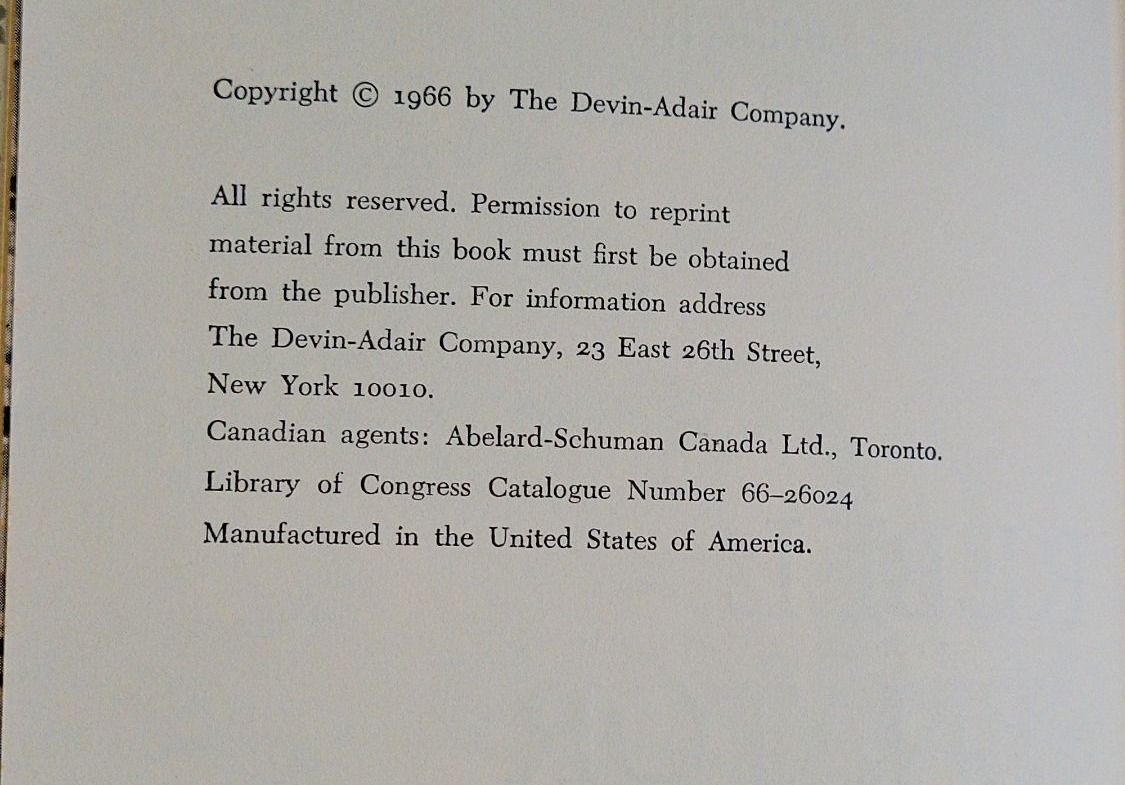 Copyright © 1966 by The Devin-Adair Company.
All rights reserved. Permission to reprint
material from this book must first be obtained
from the publisher. For information address
The Devin-Adair Company, 23 East 26th Street,
New York 10010.
Canadian agents: Abelard-Schuman Canada Ltd., Toronto.
Library of Congress Catalogue Number 66–26024
Manufactured in the United States of America.